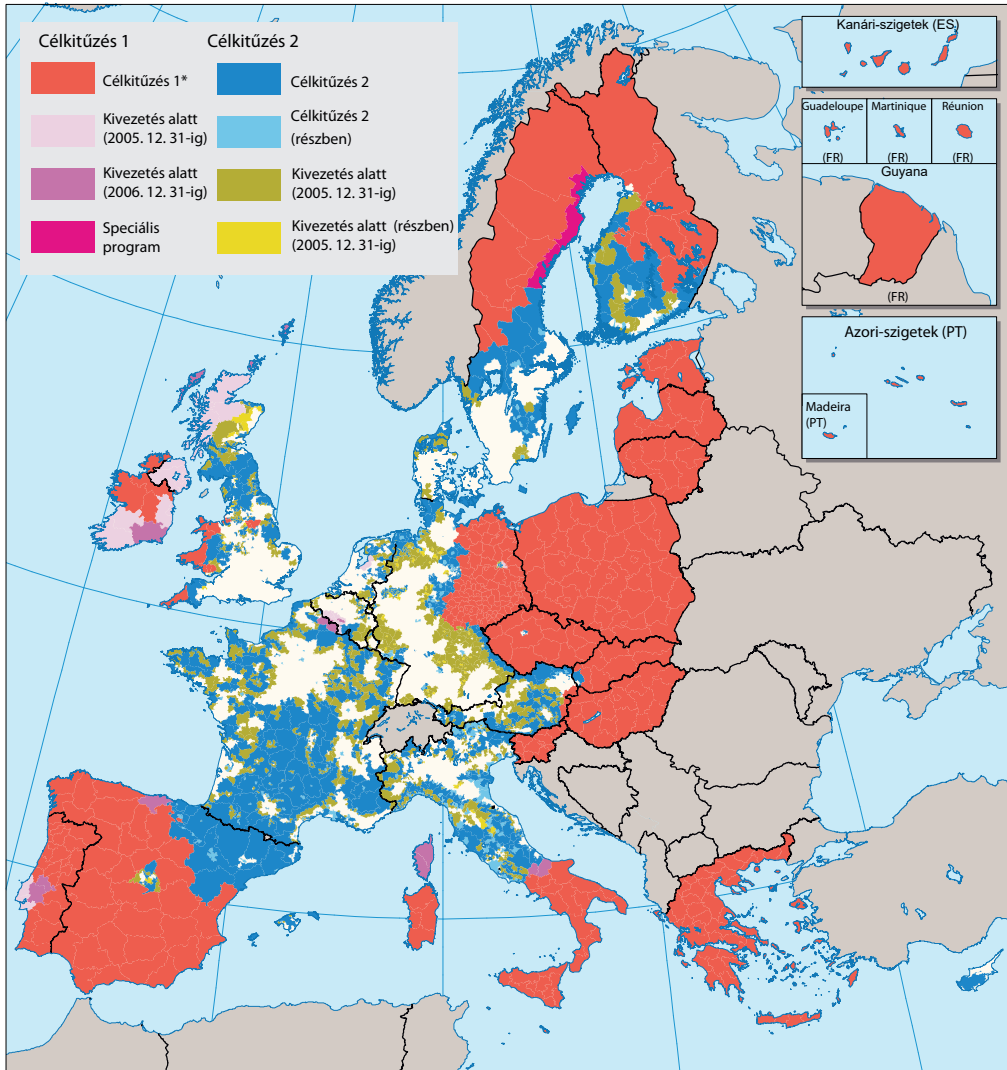 Célkitűzés 1
Célkitűzés 1*
Kivezetés alatt
(2005. 12. 31-ig)
Kivezetés alatt
(2006. 12. 31-ig)
Speciális
program
Célkitűzés 2
Célkitűzés 2
Célkitűzés 2
(részben)
Kivezetés alatt
(2005. 12. 31-ig)
Kivezetés alatt (részben)
(2005. 12. 31-ig)
Kanári-szigetek (ES)
Guadeloupe
(FR)
Martinique
(FR)
Réunion
(FR)
Guyana
(FR)
Azori-szigetek (PT)
Madeira
(PT)